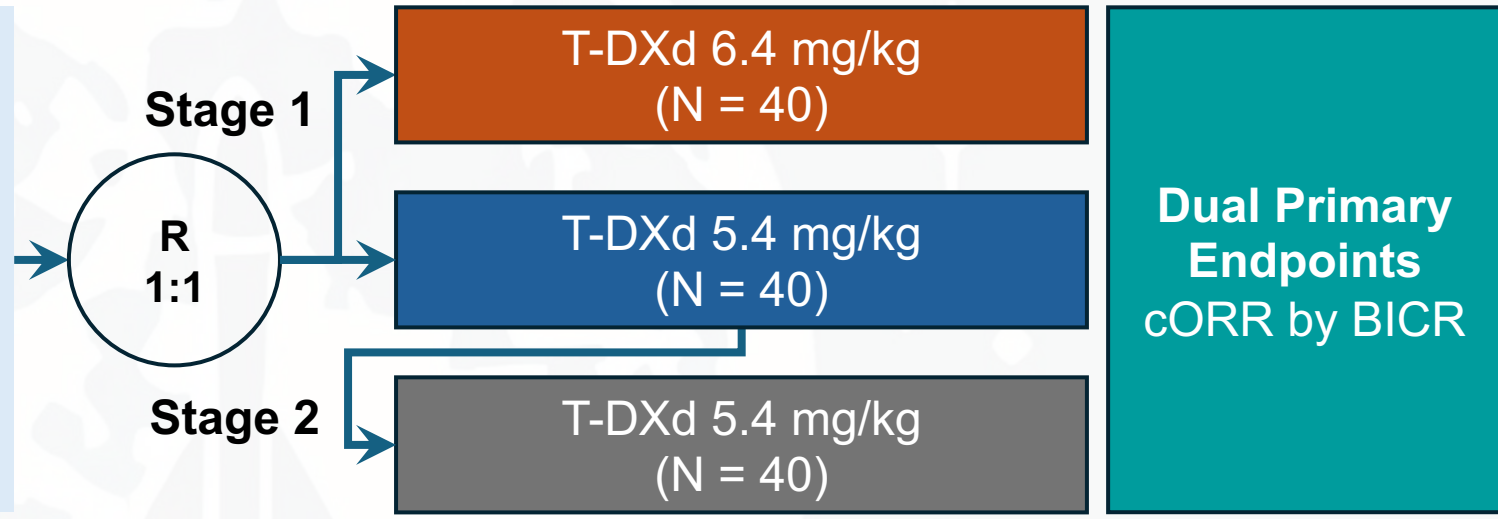 Stage 1
R
1:1
T-DXd 6.4 mg/kg
(N = 40)
T-DXd 5.4 mg/kg
(N = 40)
Stage 2
T-DXd 5.4 mg/kg
(N = 40)
Dual Primary
Endpoints
cORR by BICR